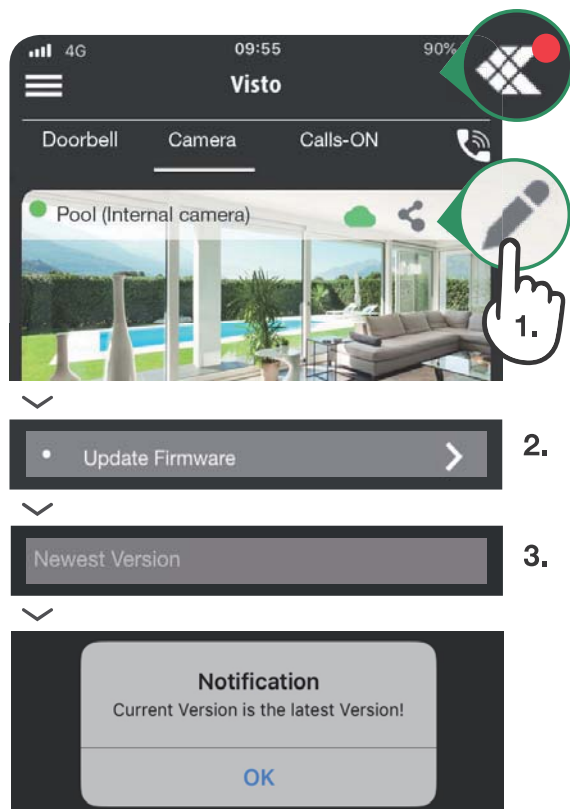 4G 09:55 90%
Visto
Doorbell Camera Calls-ON
Pool (Internal camera)
1.
• Update Firmware
2.
Newest Version
3.
Notification
Current Version is the latest Version!
OK